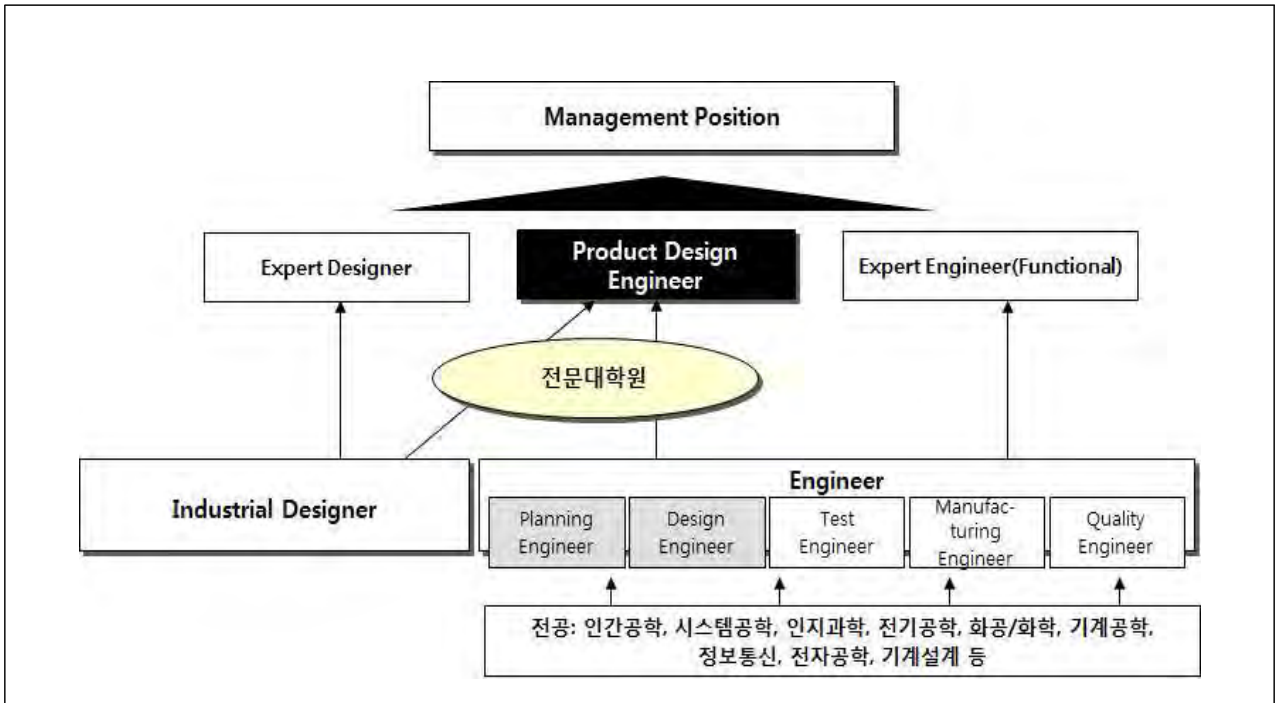 Management Position
Expert Designer
Product Design
Engineer
Expert Engineer(Functional)
전문대학원
Industrial Designer
Engineer
Planning
Engineer
Design
Engineer
Test
Engineer
Manufac-
turing
Engineer
Quality
Engineer
전공: 인간공학, 시스템공학, 인지과학, 전기공학, 화공/화학, 기계공학,
정보통신, 전자공학, 기계설계 등